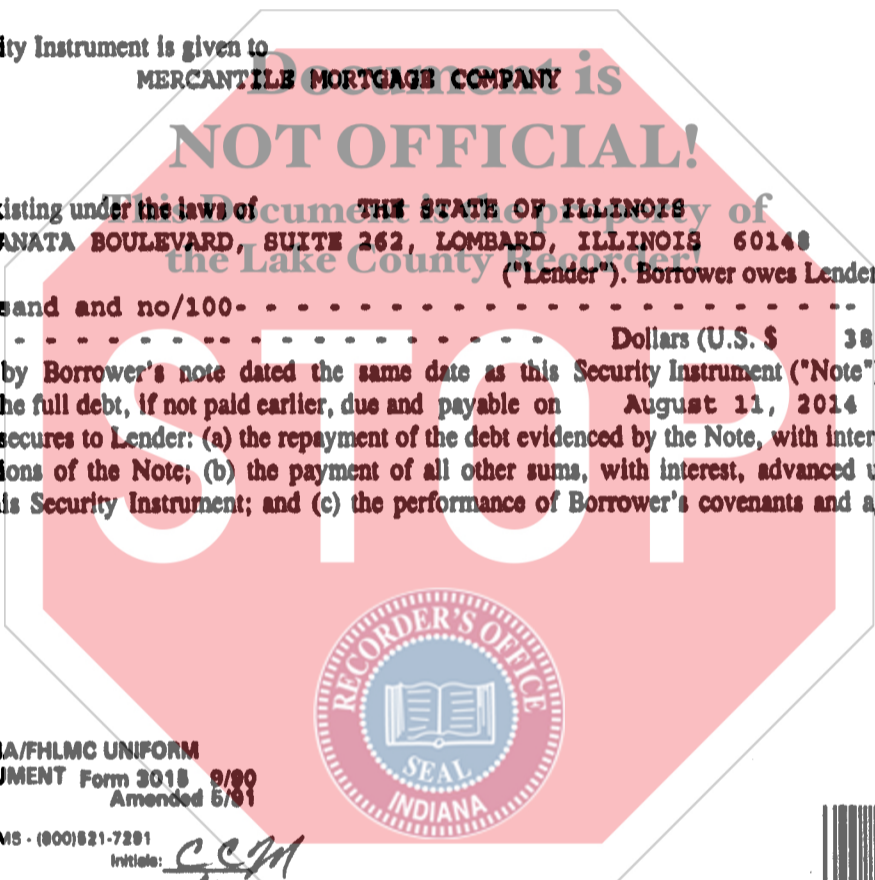 ity Instrument is given to
Document is
MERCANTILE MORTGAGE COMPANY
NOT OFFICIAL!
This Document is the property of
isting under the laws of THE STATE OF ILLINOIS
ANATA BOULEVARD, SUITE 262, LOMBARD, ILLINOIS 60148
the Lake County Recorder!
("Lender"). Borrower owes Lender
sand and no/100- - - - - - - - - - - - - - - - - - - - - - - --
- - - - - - - -- - - - - - - - - - - - - Dollars (U.S. $ 38
by Borrower's note dated the same date as this Security Instrument ("Note")
he full debt, if not paid earlier, due and payable on August 11, 2014
secures to Lender: (a) the repayment of the debt evidenced by the Note, with inter
ions of the Note; (b) the payment of all other sums, with interest, advanced u
is Security Instrument; and (c) the performance of Borrower's covenants and a
STOP
RECORDER'S OFFICE
SEAL
INDIANA
A/FHLMC UNIFORM
UMENT Form 3015 9/90
Amended 5/91
MS - (800)521-7291
Initials: CCM